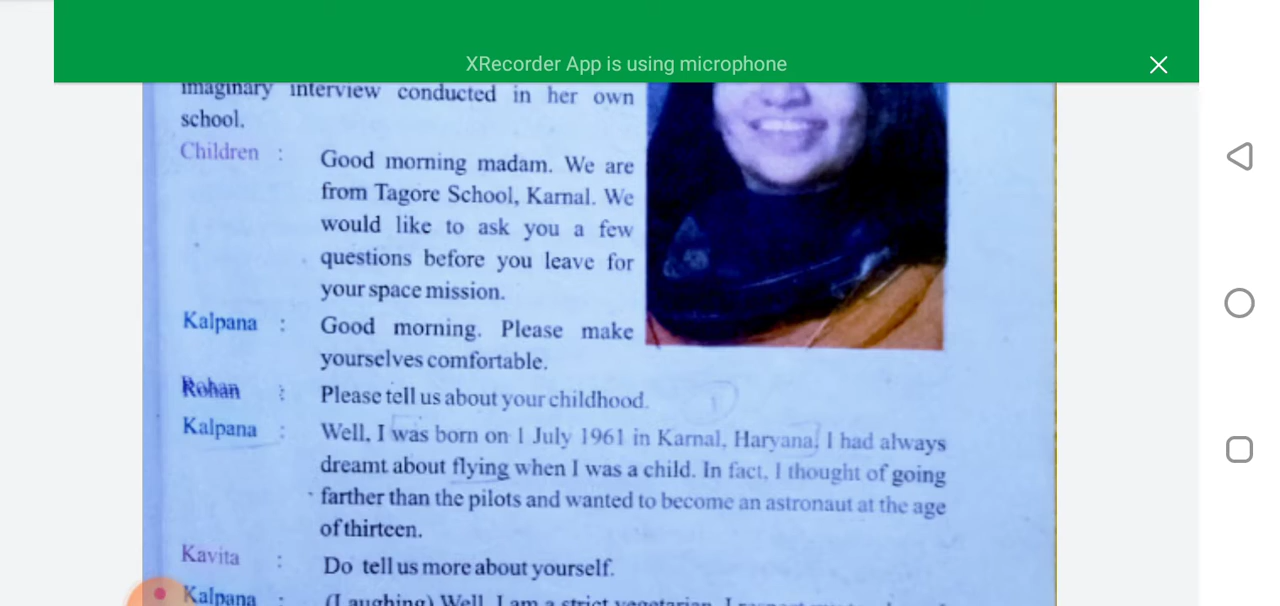 XRecorder App is using microphone
imaginary interview conducted in her own
school.
Children : Good morning madam. We are
from Tagore School, Karnal. We
would like to ask you a few
questions before you leave for
your space mission.
Kalpana : Good morning. Please make
yourselves comfortable.
Rohan : Please tell us about your childhood.
Kalpana : Well, I was born on 1 July 1961 in Karnal, Haryana, I had always
dreamt about flying when I was a child. In fact, I thought of going
farther than the pilots and wanted to become an astronaut at the age
of thirteen.
Kavita : Do tell us more about yourself.
Kalpana : (Laughing) Well, I am a strict vegetarian. I